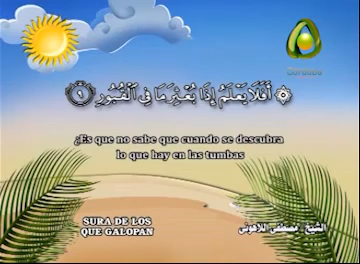 ۞ أَفَلَا يَعْلَمُ إِذَا بُعْثِرَ مَا فِي الْقُبُورِ ٩
¿Es que no sabe que cuando se descubra
lo que hay en las tumbas
SURA DE LOS
QUE GALOPAN
الشيخ . مصطفى اللاهوني